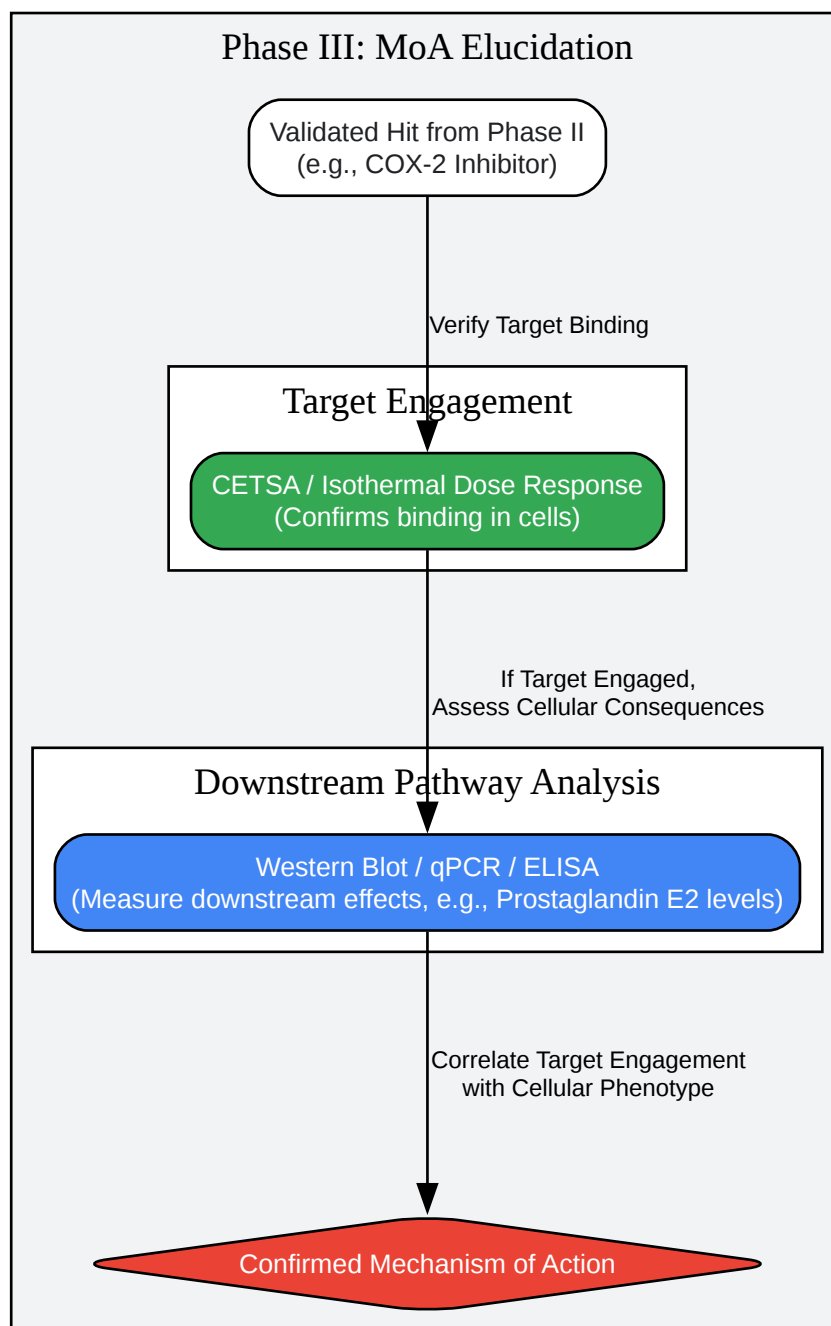 Phase III: MoA Elucidation
Validated Hit from Phase II
(e.g., COX-2 Inhibitor)
Verify Target Binding
Target Engagement
CETSA / Isothermal Dose Response
(Confirms binding in cells)
If Target Engaged,
Assess Cellular Consequences
Downstream Pathway Analysis
Western Blot / qPCR / ELISA
(Measure downstream effects, e.g., Prostaglandin E2 levels)
Correlate Target Engagement
with Cellular Phenotype
Confirmed Mechanism of Action